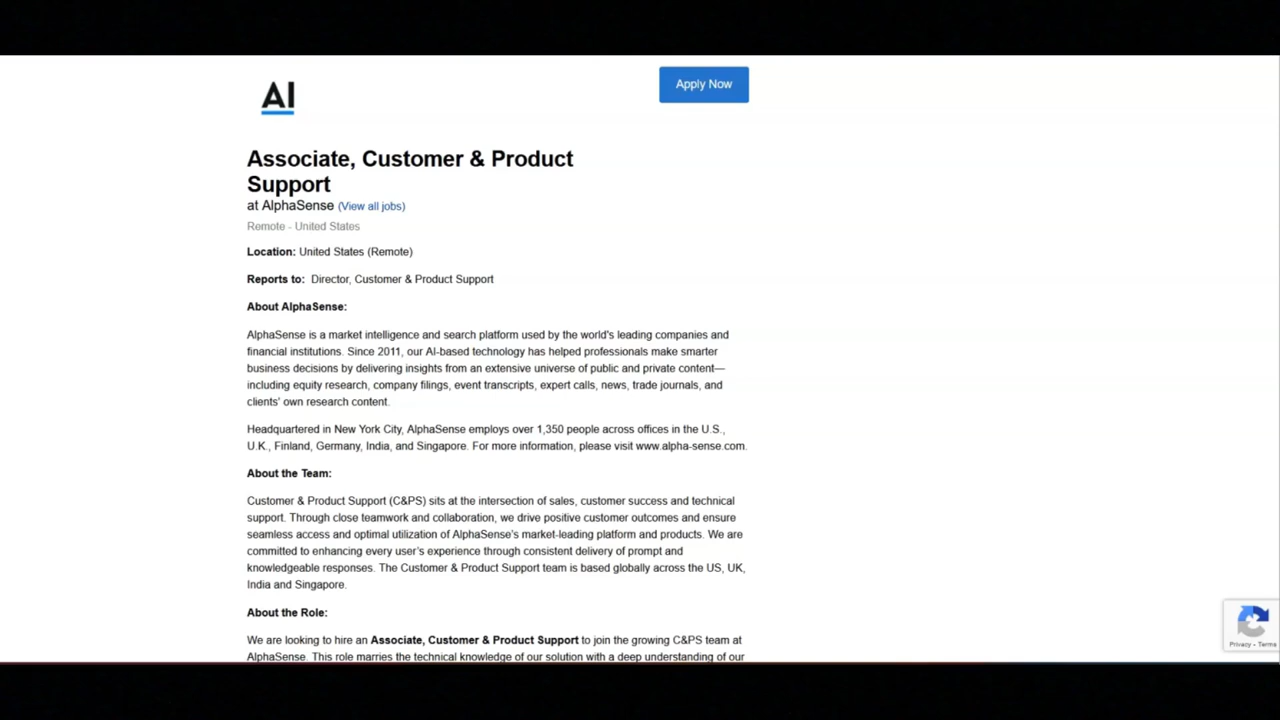 AI
Apply Now
Associate, Customer & Product
Support
at AlphaSense (View all jobs)
Remote - United States
Location: United States (Remote)
Reports to: Director, Customer & Product Support
About AlphaSense:
AlphaSense is a market intelligence and search platform used by the world's leading companies and
financial institutions. Since 2011, our AI-based technology has helped professionals make smarter
business decisions by delivering insights from an extensive universe of public and private content—
including equity research, company filings, event transcripts, expert calls, news, trade journals, and
clients' own research content.
Headquartered in New York City, AlphaSense employs over 1,350 people across offices in the U.S.,
U.K., Finland, Germany, India, and Singapore. For more information, please visit www.alpha-sense.com.
About the Team:
Customer & Product Support (C&PS) sits at the intersection of sales, customer success and technical
support. Through close teamwork and collaboration, we drive positive customer outcomes and ensure
seamless access and optimal utilization of AlphaSense's market-leading platform and products. We are
committed to enhancing every user's experience through consistent delivery of prompt and
knowledgeable responses. The Customer & Product Support team is based globally across the US, UK,
India and Singapore.
About the Role:
We are looking to hire an Associate, Customer & Product Support to join the growing C&PS team at
AlphaSense. This role marries the technical knowledge of our solution with a deep understanding of our
Privacy - Terms